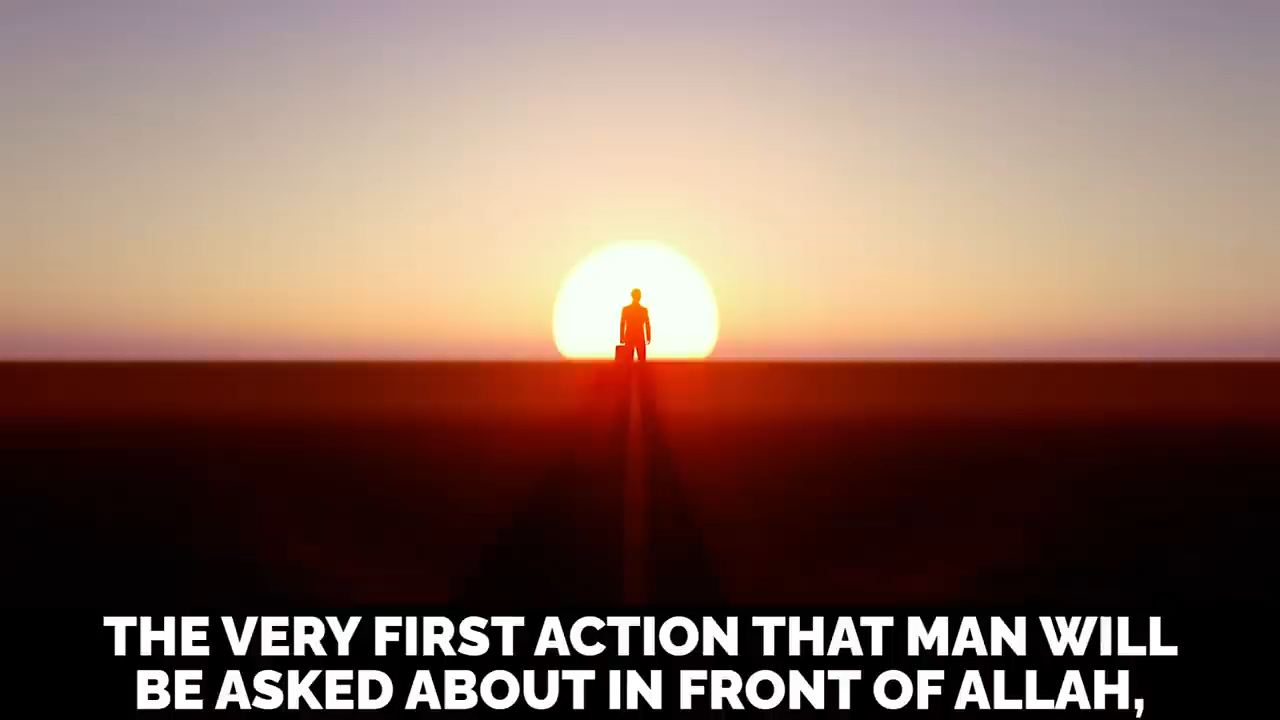 THE VERY FIRST ACTION THAT MAN WILL
BE ASKED ABOUT IN FRONT OF ALLAH,